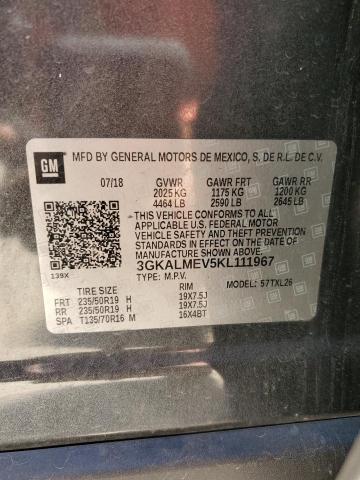 GM
MFD BY GENERAL MOTORS DE MEXICO, S. DE R.L. DE C.V.
07/18 GVWR GAWR FRT GAWR RR
2025 KG 1175 KG 1200 KG
4464 LB 2590 LB 2645 LB
THIS VEHICLE CONFORMS TO ALL
APPLICABLE U.S. FEDERAL MOTOR
VEHICLE SAFETY, BUMPER, AND THEFT
PREVENTION STANDARDS IN EFFECT ON
THE DATE OF MANUFACTURE SHOWN ABOVE.
3GKALMEV5KL111967
139X TYPE: M.P.V. MODEL: 57TXL26
TIRE SIZE RIM
FRT 235/50R19 H 19X7.5J
RR 235/50R19 H 19X7.5J
SPA T135/70R16 M 16X4BT